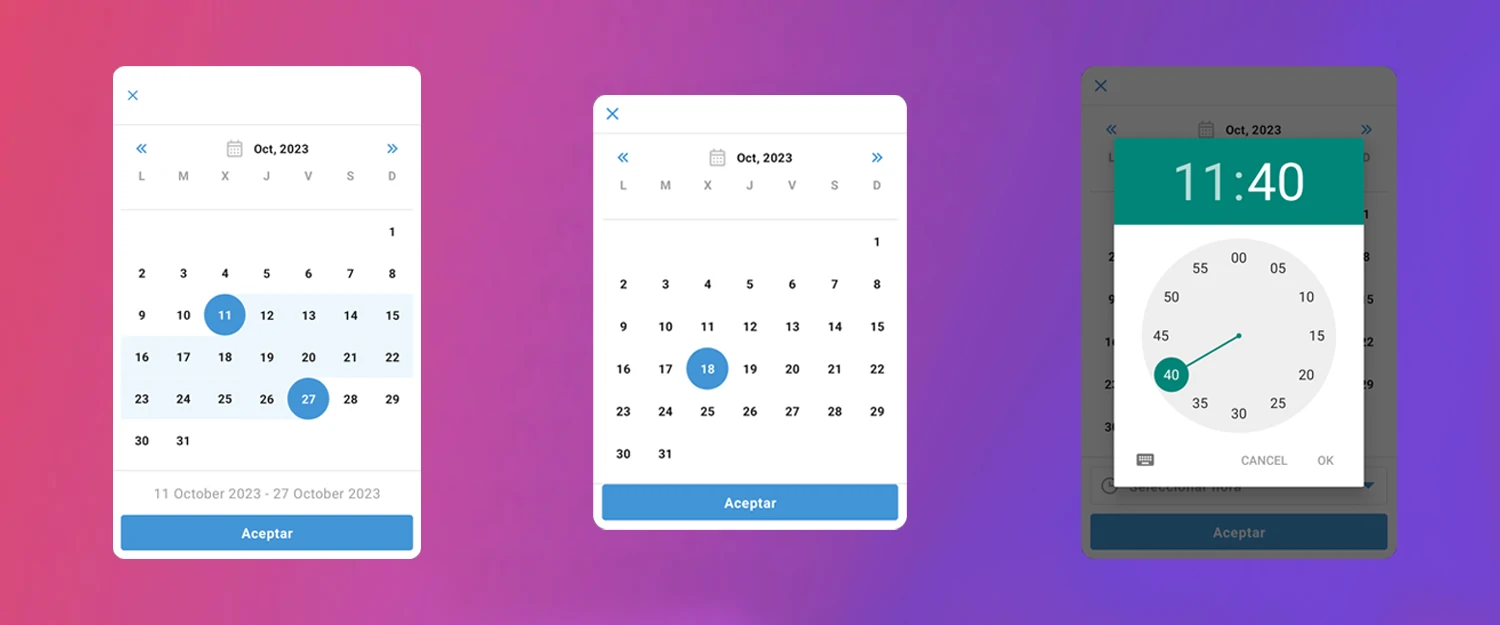 Oct, 2023
L M X J V S D
1
2 3 4 5 6 7 8
9 10 11 12 13 14 15
16 17 18 19 20 21 22
23 24 25 26 27 28 29
30 31
11 October 2023 - 27 October 2023
Aceptar
Oct, 2023
L M X J V S D
1
2 3 4 5 6 7 8
9 10 11 12 13 14 15
16 17 18 19 20 21 22
23 24 25 26 27 28 29
30 31
Aceptar
Oct, 2023
11:40
00
55 05
50 10
45 15
40 20
35 25
30
CANCEL OK
Seleccionar hora
Aceptar